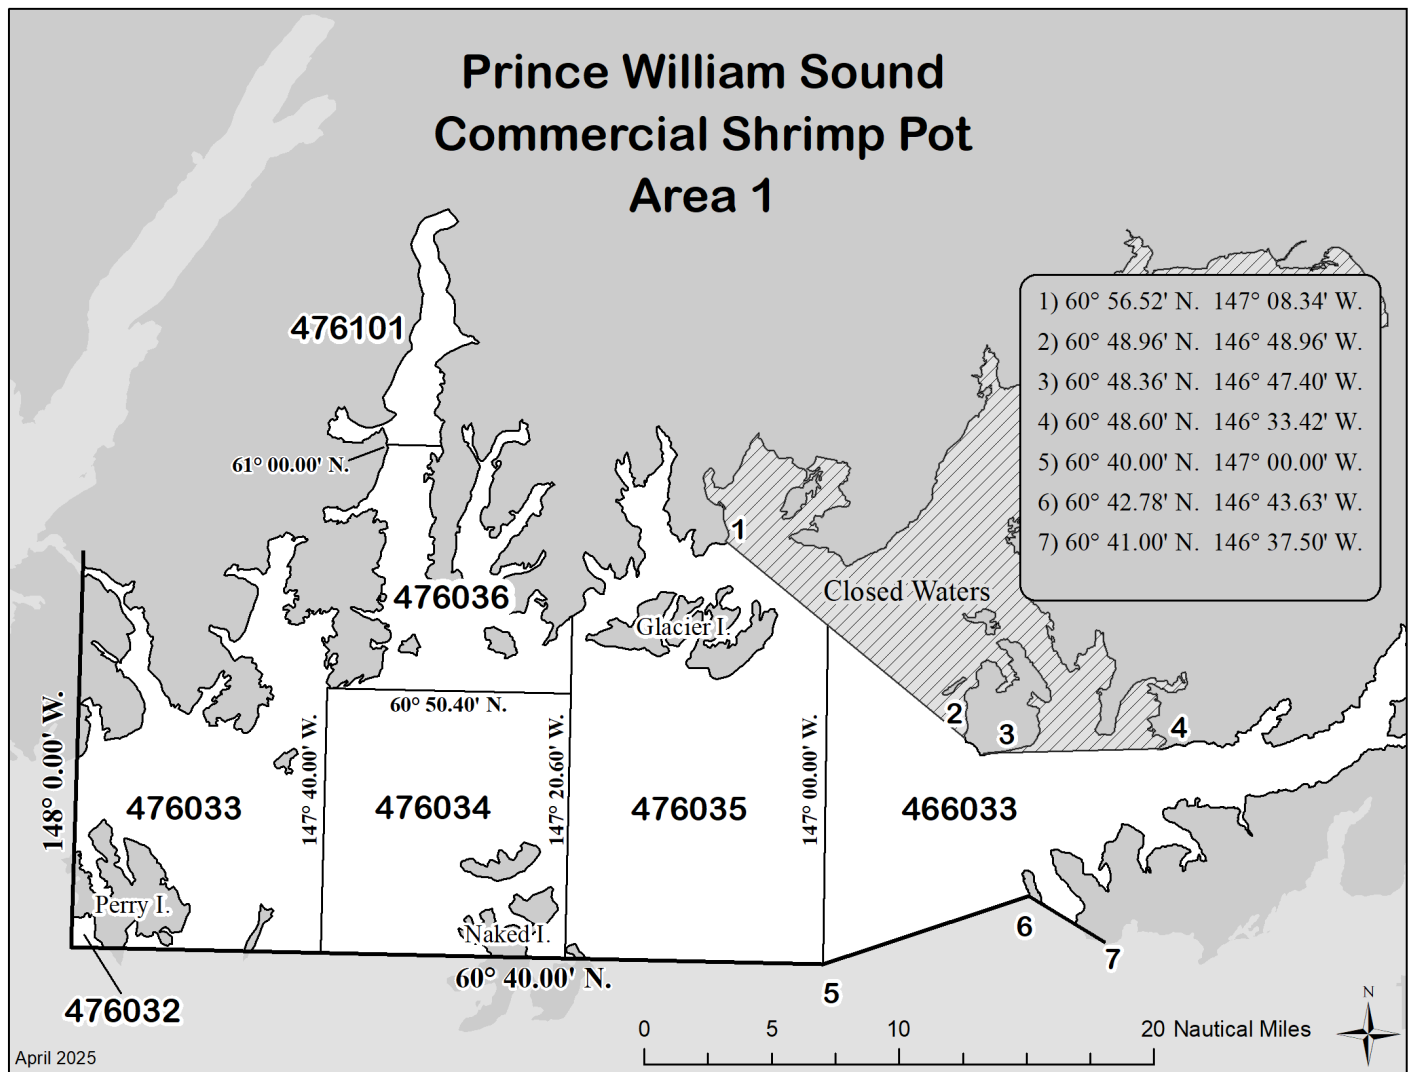 Prince William Sound
Commercial Shrimp Pot
Area 1
1) 60° 56.52' N. 147° 08.34' W.
2) 60° 48.96' N. 146° 48.96' W.
3) 60° 48.36' N. 146° 47.40' W.
4) 60° 48.60' N. 146° 33.42' W.
5) 60° 40.00' N. 147° 00.00' W.
6) 60° 42.78' N. 146° 43.63' W.
7) 60° 41.00' N. 146° 37.50' W.
476101
61° 00.00' N.
1
Closed Waters
476036
Glacier I.
60° 50.40' N.
2
3
4
148° 0.00' W.
147° 40.00' W.
147° 20.60' W.
147° 00.00' W.
476033
476034
476035
466033
Perry I.
Naked I.
6
7
60° 40.00' N.
5
476032
N
0 5 10 20 Nautical Miles
April 2025